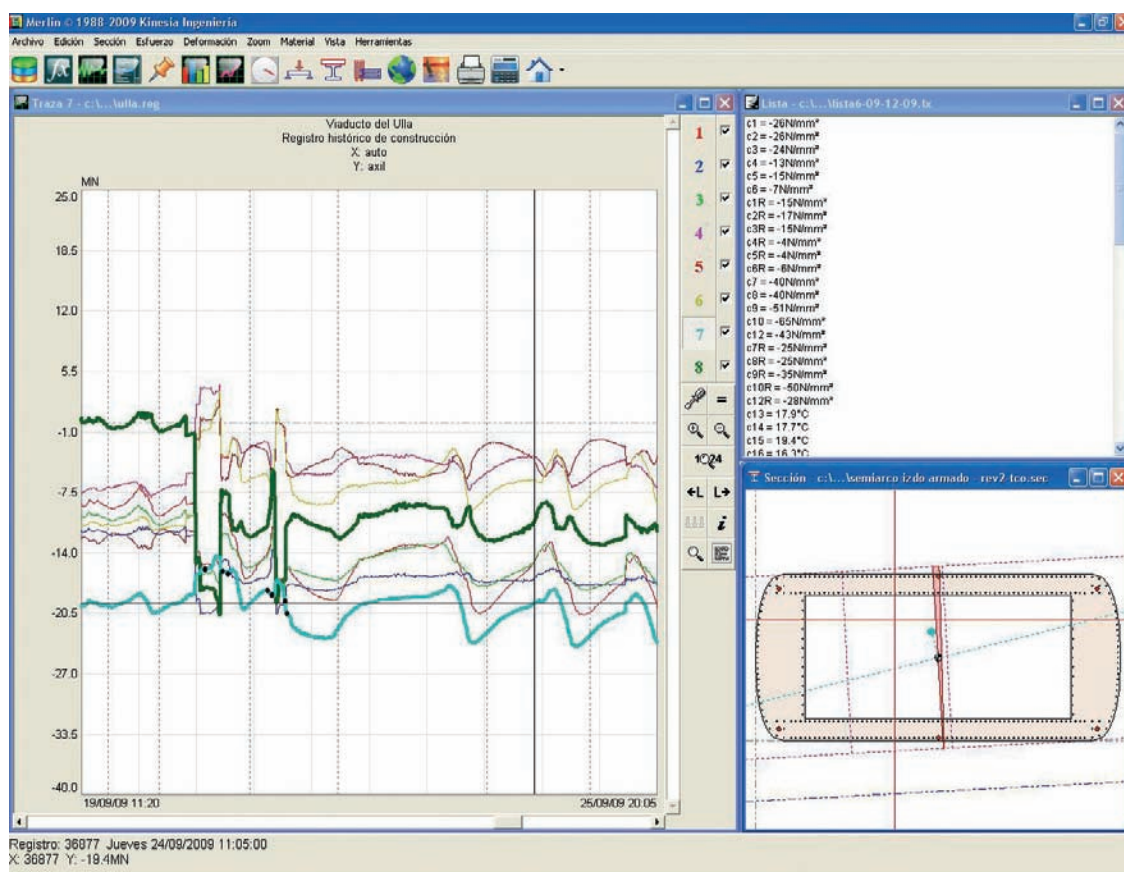 Merlin © 1988-2009 Kinesia Ingeniería
Archivo Edición Sección Esfuerzo Deformación Zoom Material Vista Herramientas
Traza 7 - c:\...\ulla.reg
Viaducto del Ulla
Registro histórico de construcción
X: auto
Y: axil
MN
25.0
18.5
12.0
5.5
-1.0
-7.5
-14.0
-20.5
-27.0
-33.5
-40.0
19/09/09 11:20
25/09/09 20:05
1
2
3
4
5
6
7
8
=
1024
←L L→
i
Lista - c:\...\lista6-09-12-09.tx
c1 = -26N/mm²
c2 = -26N/mm²
c3 = -24N/mm²
c4 = -13N/mm²
c5 = -15N/mm²
c6 = -7N/mm²
c1R = -15N/mm²
c2R = -17N/mm²
c3R = -15N/mm²
c4R = -4N/mm²
c5R = -4N/mm²
c6R = -6N/mm²
c7 = -40N/mm²
c8 = -40N/mm²
c9 = -51N/mm²
c10 = -65N/mm²
c12 = -43N/mm²
c7R = -25N/mm²
c8R = -25N/mm²
c9R = -35N/mm²
c10R = -50N/mm²
c12R = -28N/mm²
c13 = 17.9°C
c14 = 17.7°C
c15 = 19.4°C
c16 = 16.3°C
Sección - c:\...\semiarco izdo armado - rev2-tco.sec
Registro: 36877 Jueves 24/09/2009 11:05:00
X: 36877 Y: -19.4MN